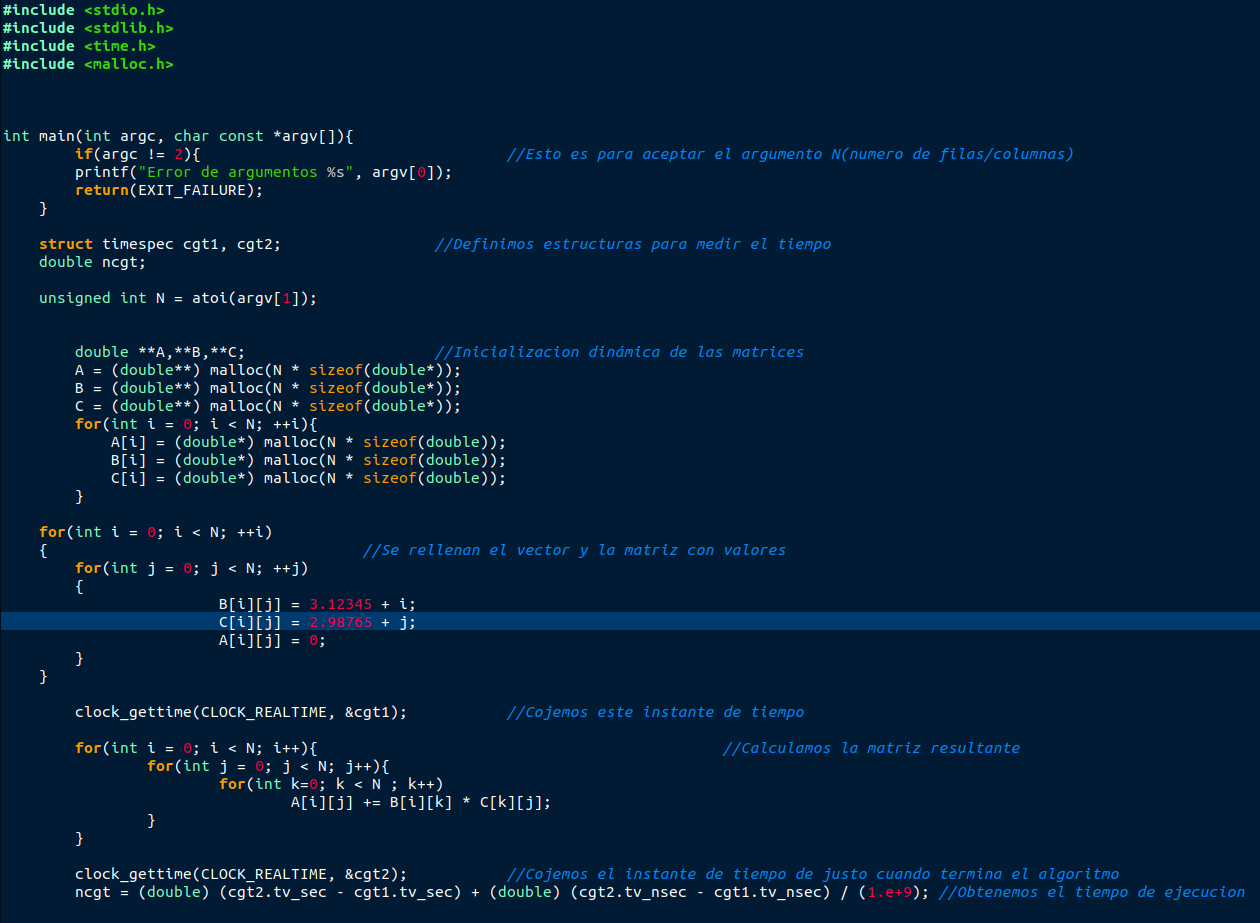 #include <stdio.h>
#include <stdlib.h>
#include <time.h>
#include <malloc.h>
int main(int argc, char const *argv[]){
if(argc != 2){ //Esto es para aceptar el argumento N(numero de filas/columnas)
printf("Error de argumentos %s", argv[0]);
return(EXIT_FAILURE);
}
struct timespec cgt1, cgt2; //Definimos estructuras para medir el tiempo
double ncgt;
unsigned int N = atoi(argv[1]);
double **A,**B,**C; //Inicializacion dinámica de las matrices
A = (double**) malloc(N * sizeof(double*));
B = (double**) malloc(N * sizeof(double*));
C = (double**) malloc(N * sizeof(double*));
for(int i = 0; i < N; ++i){
A[i] = (double*) malloc(N * sizeof(double));
B[i] = (double*) malloc(N * sizeof(double));
C[i] = (double*) malloc(N * sizeof(double));
}
for(int i = 0; i < N; ++i)
{ //Se rellenan el vector y la matriz con valores
for(int j = 0; j < N; ++j)
{
B[i][j] = 3.12345 + i;
C[i][j] = 2.98765 + j;
A[i][j] = 0;
}
}
clock_gettime(CLOCK_REALTIME, &cgt1); //Cojemos este instante de tiempo
for(int i = 0; i < N; i++){ //Calculamos la matriz resultante
for(int j = 0; j < N; j++){
for(int k=0; k < N ; k++)
A[i][j] += B[i][k] * C[k][j];
}
}
clock_gettime(CLOCK_REALTIME, &cgt2); //Cojemos el instante de tiempo de justo cuando termina el algoritmo
ncgt = (double) (cgt2.tv_sec - cgt1.tv_sec) + (double) (cgt2.tv_nsec - cgt1.tv_nsec) / (1.e+9); //Obtenemos el tiempo de ejecucion